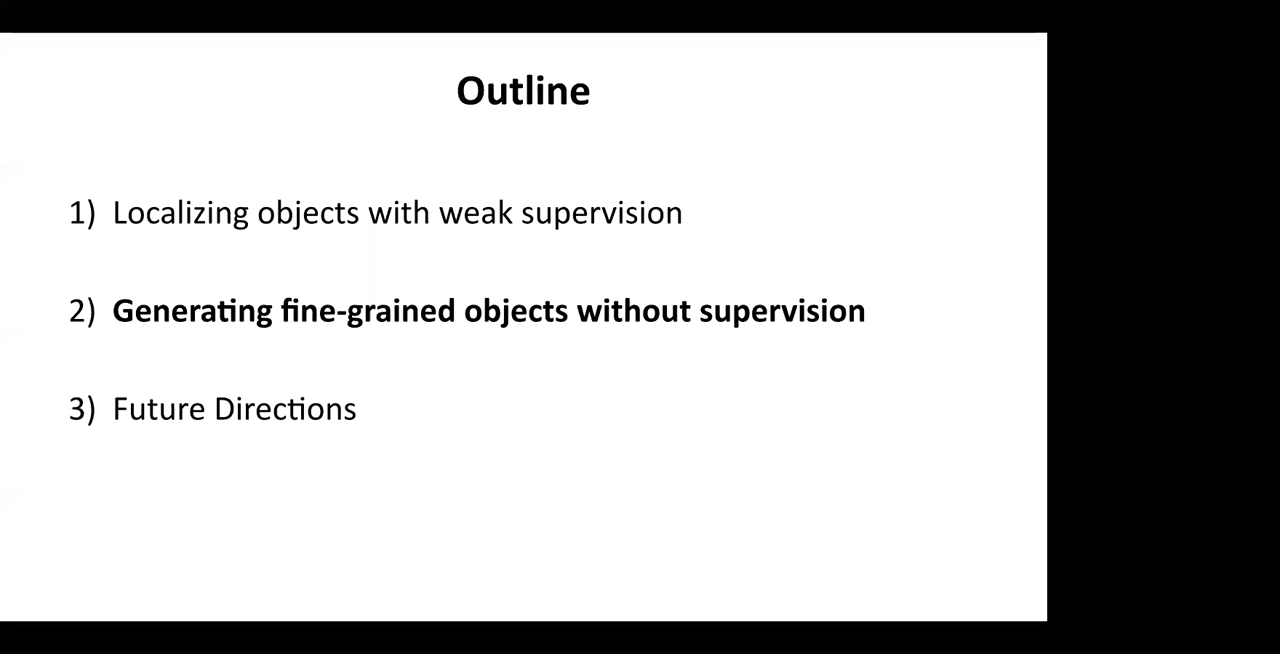 Outline
1) Localizing objects with weak supervision
2) Generating fine-grained objects without supervision
3) Future Directions